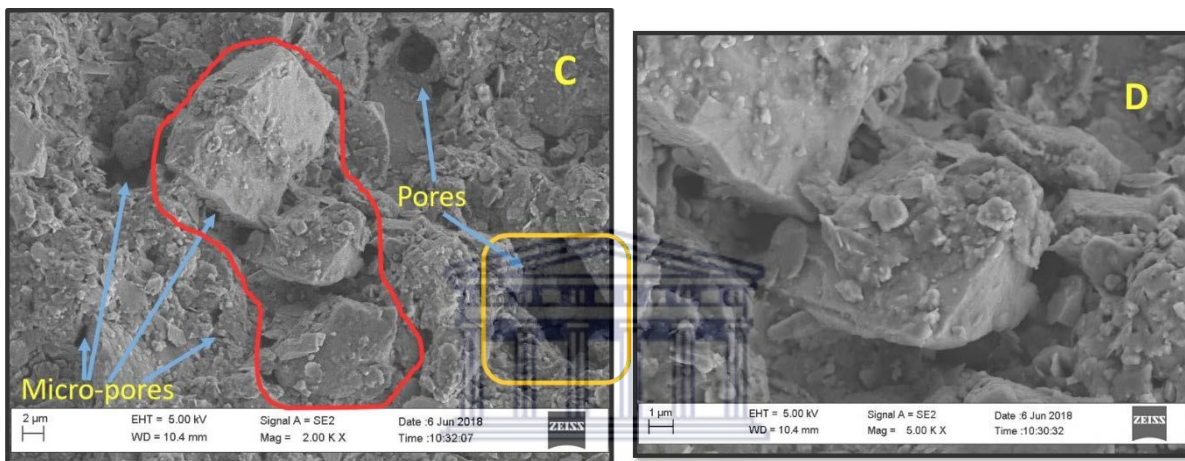 C
Pores
Micro-pores
2 µm
EHT = 5.00 kV
WD = 10.4 mm
Signal A = SE2
Mag = 2.00 K X
Date :6 Jun 2018
Time :10:32:07
ZEISS
D
1 µm
EHT = 5.00 kV
WD = 10.4 mm
Signal A = SE2
Mag = 5.00 K X
Date :6 Jun 2018
Time :10:30:32
ZEISS